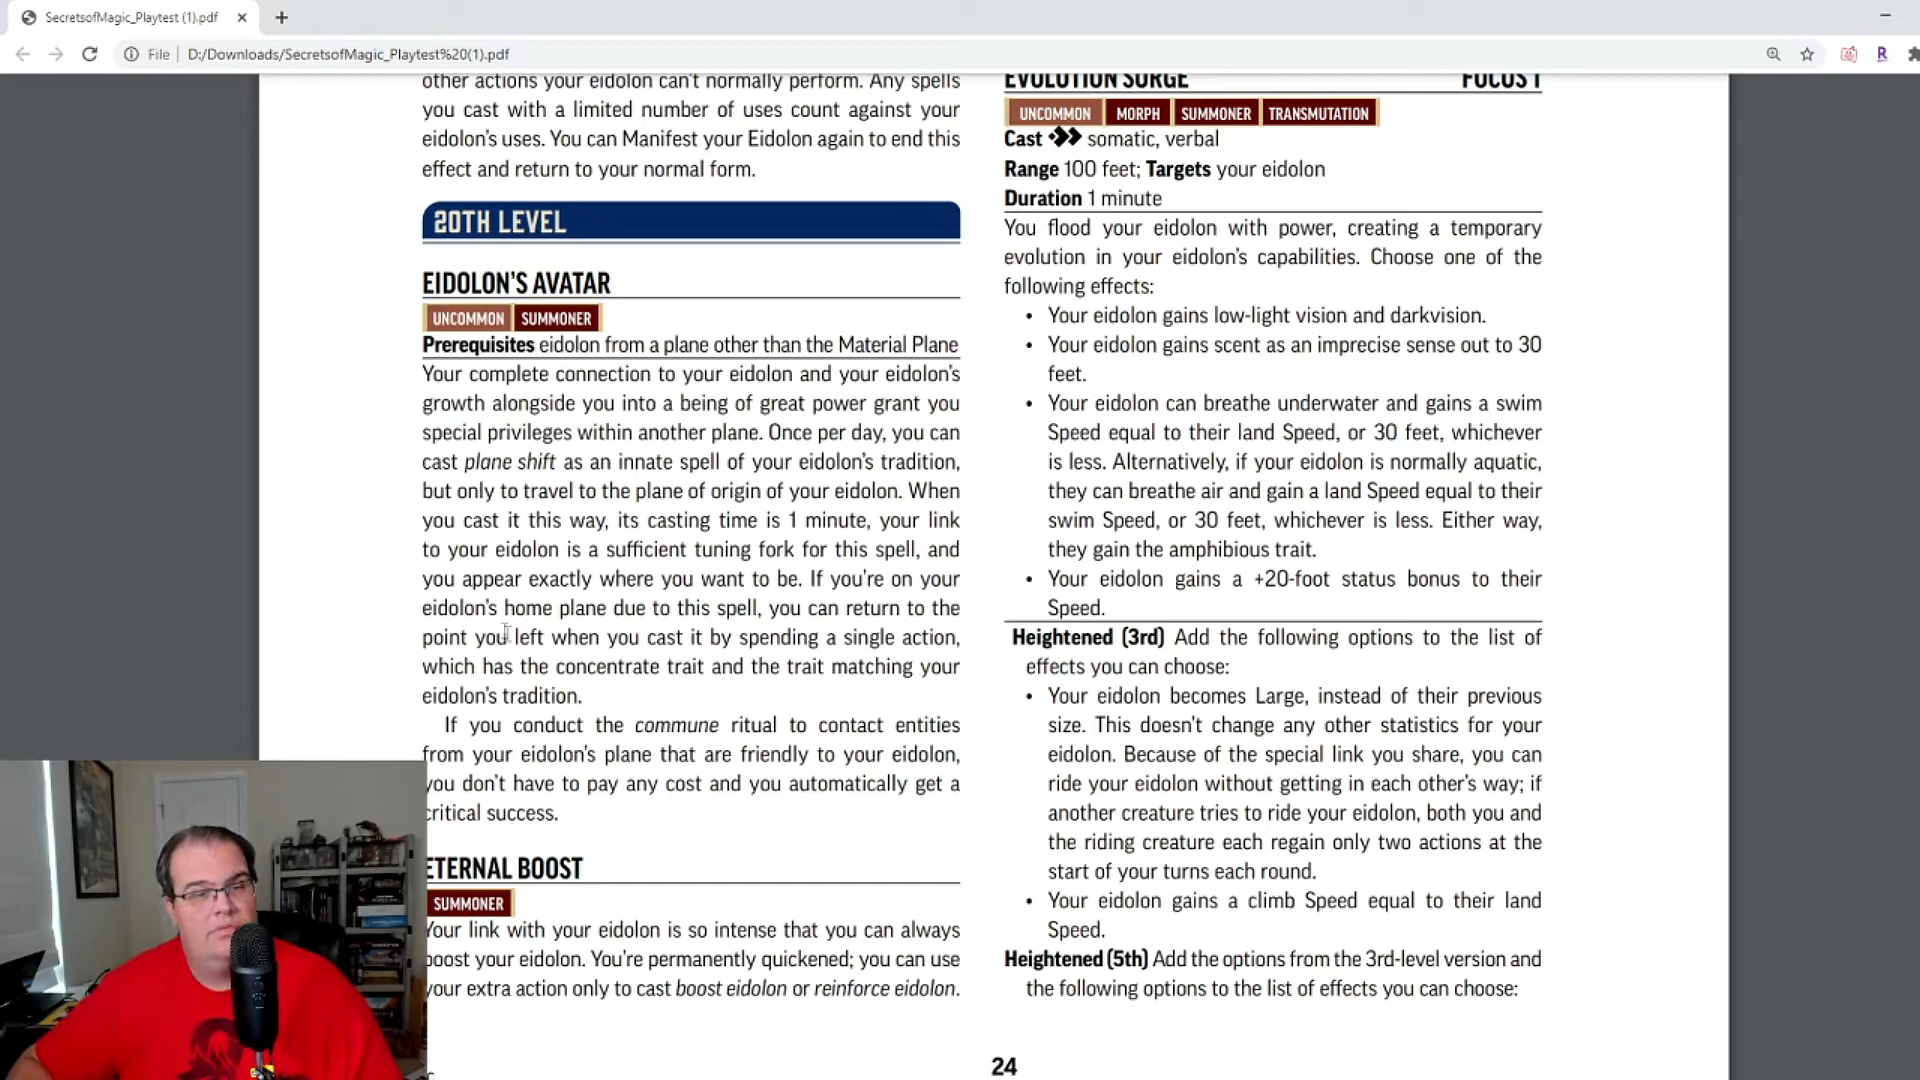 SecretsofMagic_Playtest (1).pdf
File | D:/Downloads/SecretsofMagic_Playtest%20(1).pdf
R
other actions your eidolon can't normally perform. Any spells
you cast with a limited number of uses count against your
eidolon's uses. You can Manifest your Eidolon again to end this
effect and return to your normal form.
20TH LEVEL
EIDOLON'S AVATAR
UNCOMMON SUMMONER
Prerequisites eidolon from a plane other than the Material Plane
Your complete connection to your eidolon and your eidolon's
growth alongside you into a being of great power grant you
special privileges within another plane. Once per day, you can
cast plane shift as an innate spell of your eidolon's tradition,
but only to travel to the plane of origin of your eidolon. When
you cast it this way, its casting time is 1 minute, your link
to your eidolon is a sufficient tuning fork for this spell, and
you appear exactly where you want to be. If you're on your
eidolon's home plane due to this spell, you can return to the
point you left when you cast it by spending a single action,
which has the concentrate trait and the trait matching your
eidolon's tradition.
If you conduct the commune ritual to contact entities
from your eidolon's plane that are friendly to your eidolon,
you don't have to pay any cost and you automatically get a
critical success.
ETERNAL BOOST
SUMMONER
Your link with your eidolon is so intense that you can always
boost your eidolon. You're permanently quickened; you can use
your extra action only to cast boost eidolon or reinforce eidolon.
EVOLUTION SURGE FOCUS 1
UNCOMMON MORPH SUMMONER TRANSMUTATION
Cast somatic, verbal
Range 100 feet; Targets your eidolon
Duration 1 minute
You flood your eidolon with power, creating a temporary
evolution in your eidolon's capabilities. Choose one of the
following effects:
• Your eidolon gains low-light vision and darkvision.
• Your eidolon gains scent as an imprecise sense out to 30
feet.
• Your eidolon can breathe underwater and gains a swim
Speed equal to their land Speed, or 30 feet, whichever
is less. Alternatively, if your eidolon is normally aquatic,
they can breathe air and gain a land Speed equal to their
swim Speed, or 30 feet, whichever is less. Either way,
they gain the amphibious trait.
• Your eidolon gains a +20-foot status bonus to their
Speed.
Heightened (3rd) Add the following options to the list of
effects you can choose:
• Your eidolon becomes Large, instead of their previous
size. This doesn't change any other statistics for your
eidolon. Because of the special link you share, you can
ride your eidolon without getting in each other's way; if
another creature tries to ride your eidolon, both you and
the riding creature each regain only two actions at the
start of your turns each round.
• Your eidolon gains a climb Speed equal to their land
Speed.
Heightened (5th) Add the options from the 3rd-level version and
the following options to the list of effects you can choose:
24